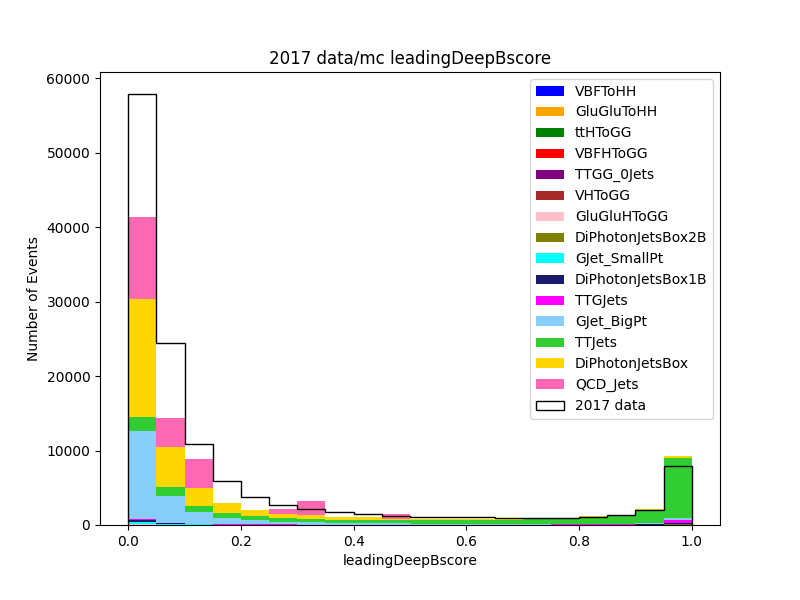 2017 data/mc leadingDeepBscore
Number of Events
60000
50000
40000
30000
20000
10000
0
0.0
0.2
0.4
0.6
0.8
1.0
leadingDeepBscore
VBFToHH
GluGluToHH
ttHToGG
VBFHToGG
TTGG_0Jets
VHToGG
GluGluHToGG
DiPhotonJetsBox2B
GJet_SmallPt
DiPhotonJetsBox1B
TTGJets
GJet_BigPt
TTJets
DiPhotonJetsBox
QCD_Jets
2017 data